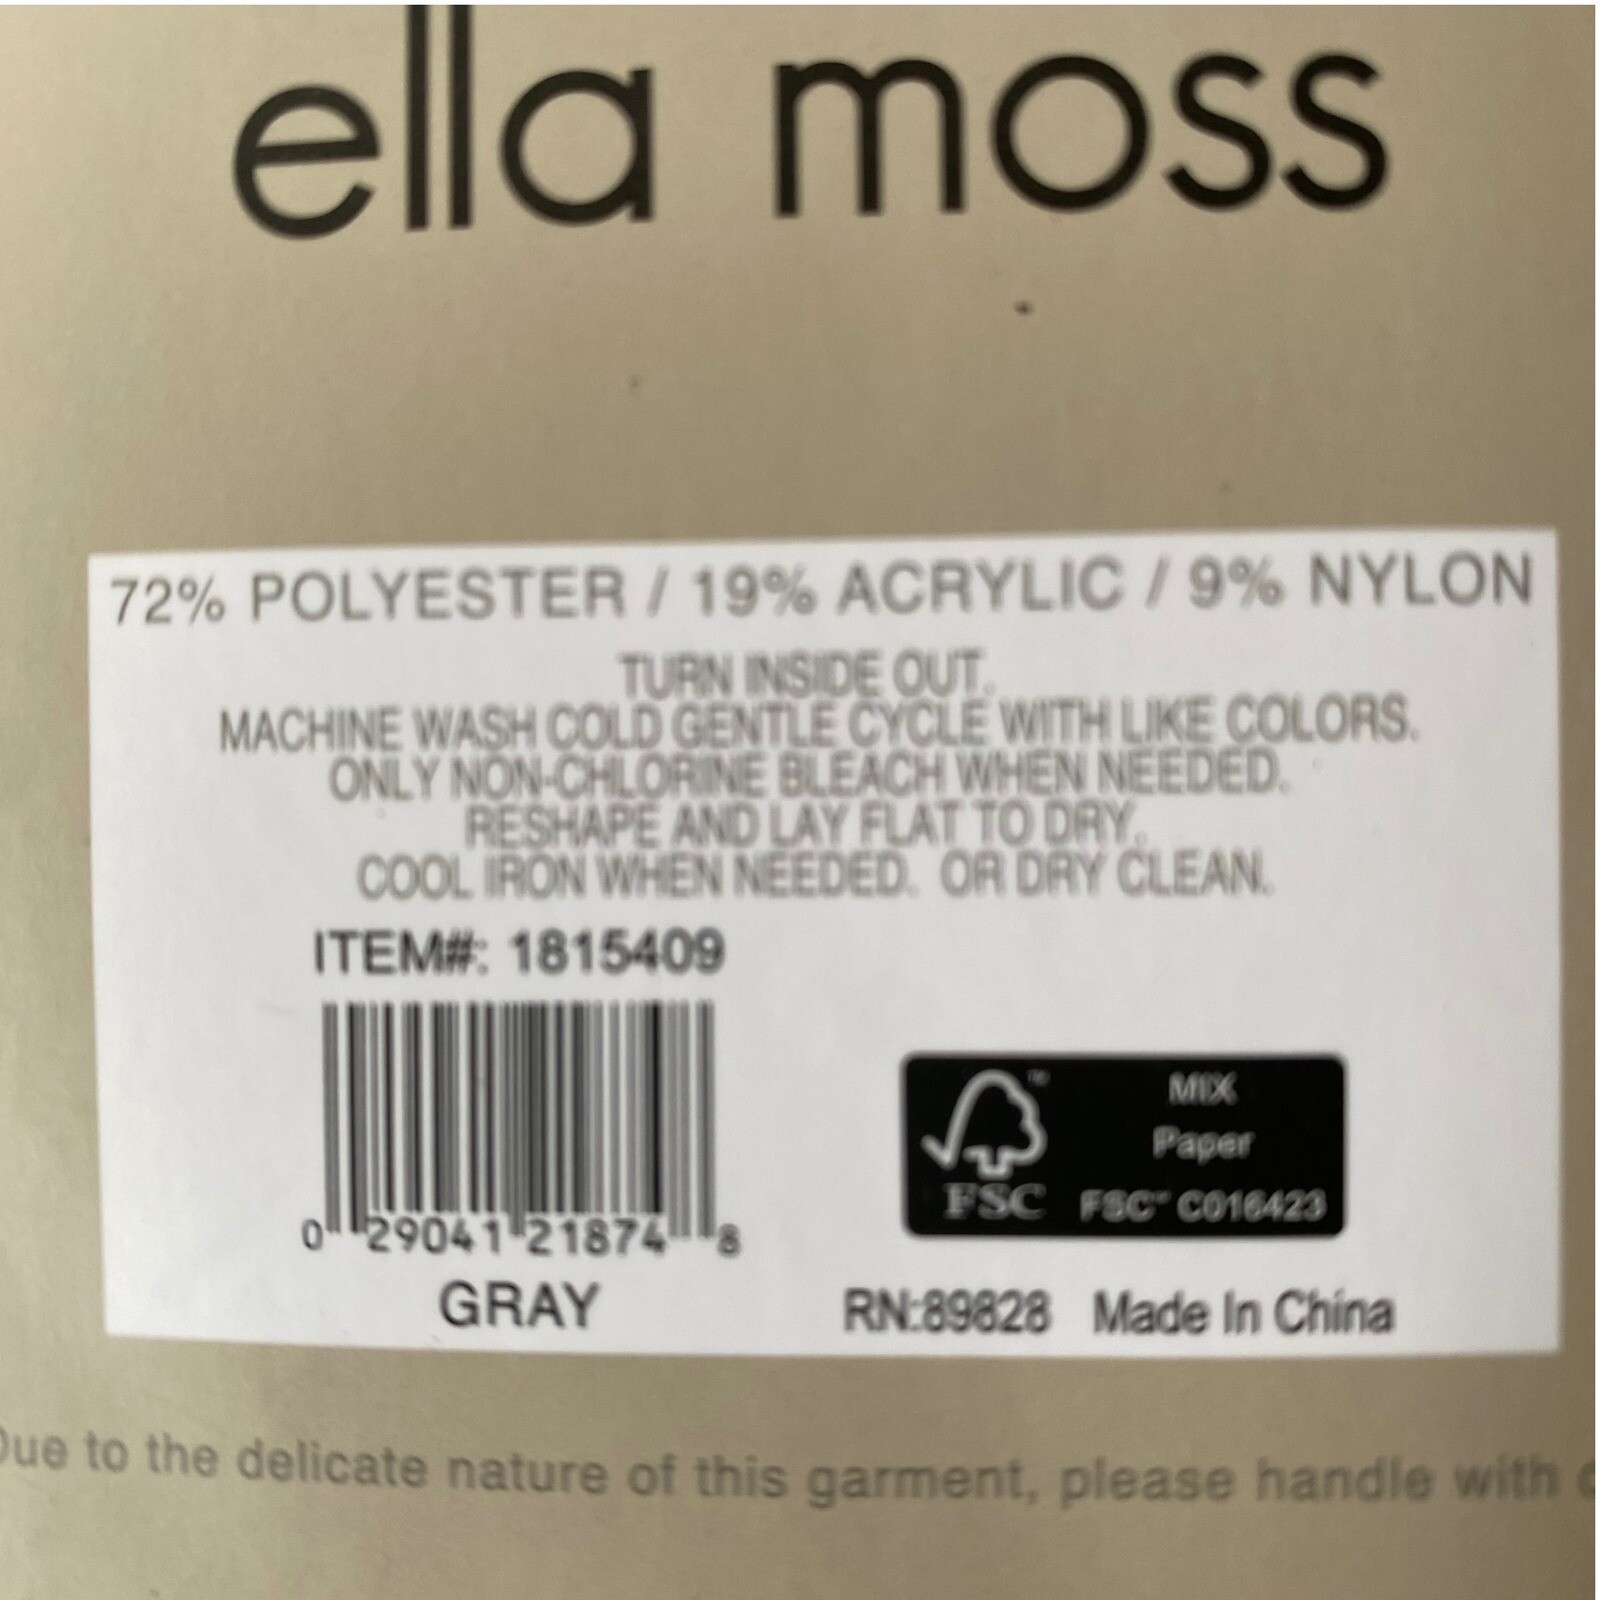 ella moss
72% POLYESTER / 19% ACRYLIC / 9% NYLON
TURN INSIDE OUT.
MACHINE WASH COLD GENTLE CYCLE WITH LIKE COLORS.
ONLY NON-CHLORINE BLEACH WHEN NEEDED.
RESHAPE AND LAY FLAT TO DRY.
COOL IRON WHEN NEEDED. OR DRY CLEAN.
ITEM#: 1815409
0 29041 21874 8
GRAY
MIX
Paper
FSC FSC™ C016423
RN:89828 Made In China
Due to the delicate nature of this garment, please handle with